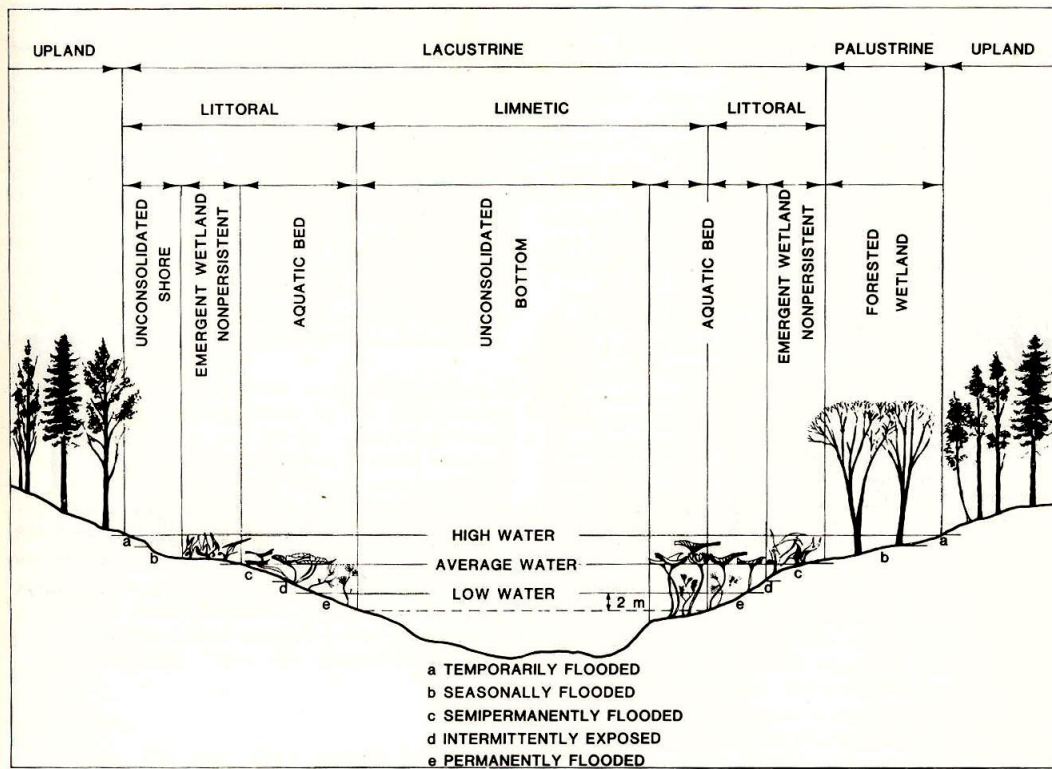 UPLAND
LACUSTRINE
PALUSTRINE
UPLAND
LITTORAL
LIMNETIC
LITTORAL
UNCONSOLIDATED
SHORE
EMERGENT WETLAND
NONPERSISTENT
AQUATIC BED
UNCONSOLIDATED
BOTTOM
AQUATIC BED
EMERGENT WETLAND
NONPERSISTENT
FORESTED
WETLAND
a
HIGH WATER
a
b
b
c
AVERAGE WATER
c
d
d
e
LOW WATER
2 m
e
a TEMPORARILY FLOODED
b SEASONALLY FLOODED
c SEMIPERMANENTLY FLOODED
d INTERMITTENTLY EXPOSED
e PERMANENTLY FLOODED